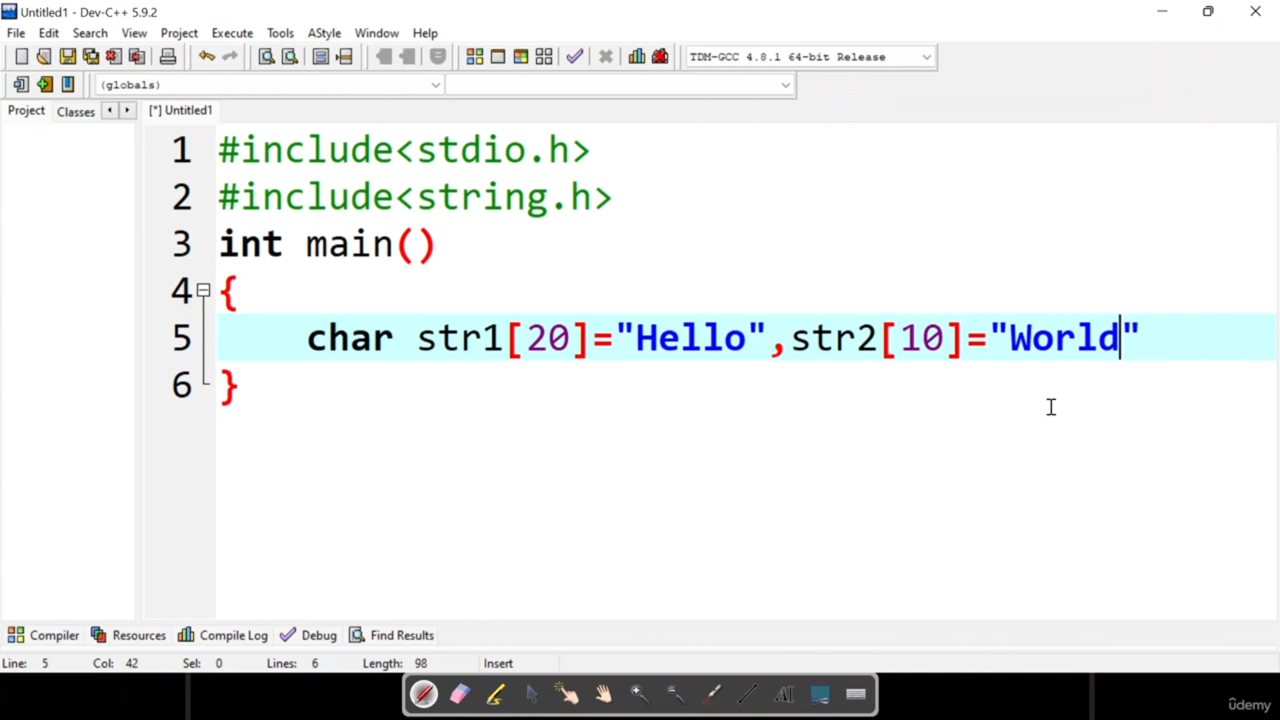 Untitled1 - Dev-C++ 5.9.2
File Edit Search View Project Execute Tools AStyle Window Help
TDM-GCC 4.8.1 64-bit Release
(globals)
Project Classes [*] Untitled1
1 #include<stdio.h>
2 #include<string.h>
3 int main()
4 {
5 char str1[20]="Hello",str2[10]="World"
6 }
Compiler Resources Compile Log Debug Find Results
Line: 5 Col: 42 Sel: 0 Lines: 6 Length: 98 Insert
AI
ûdemy